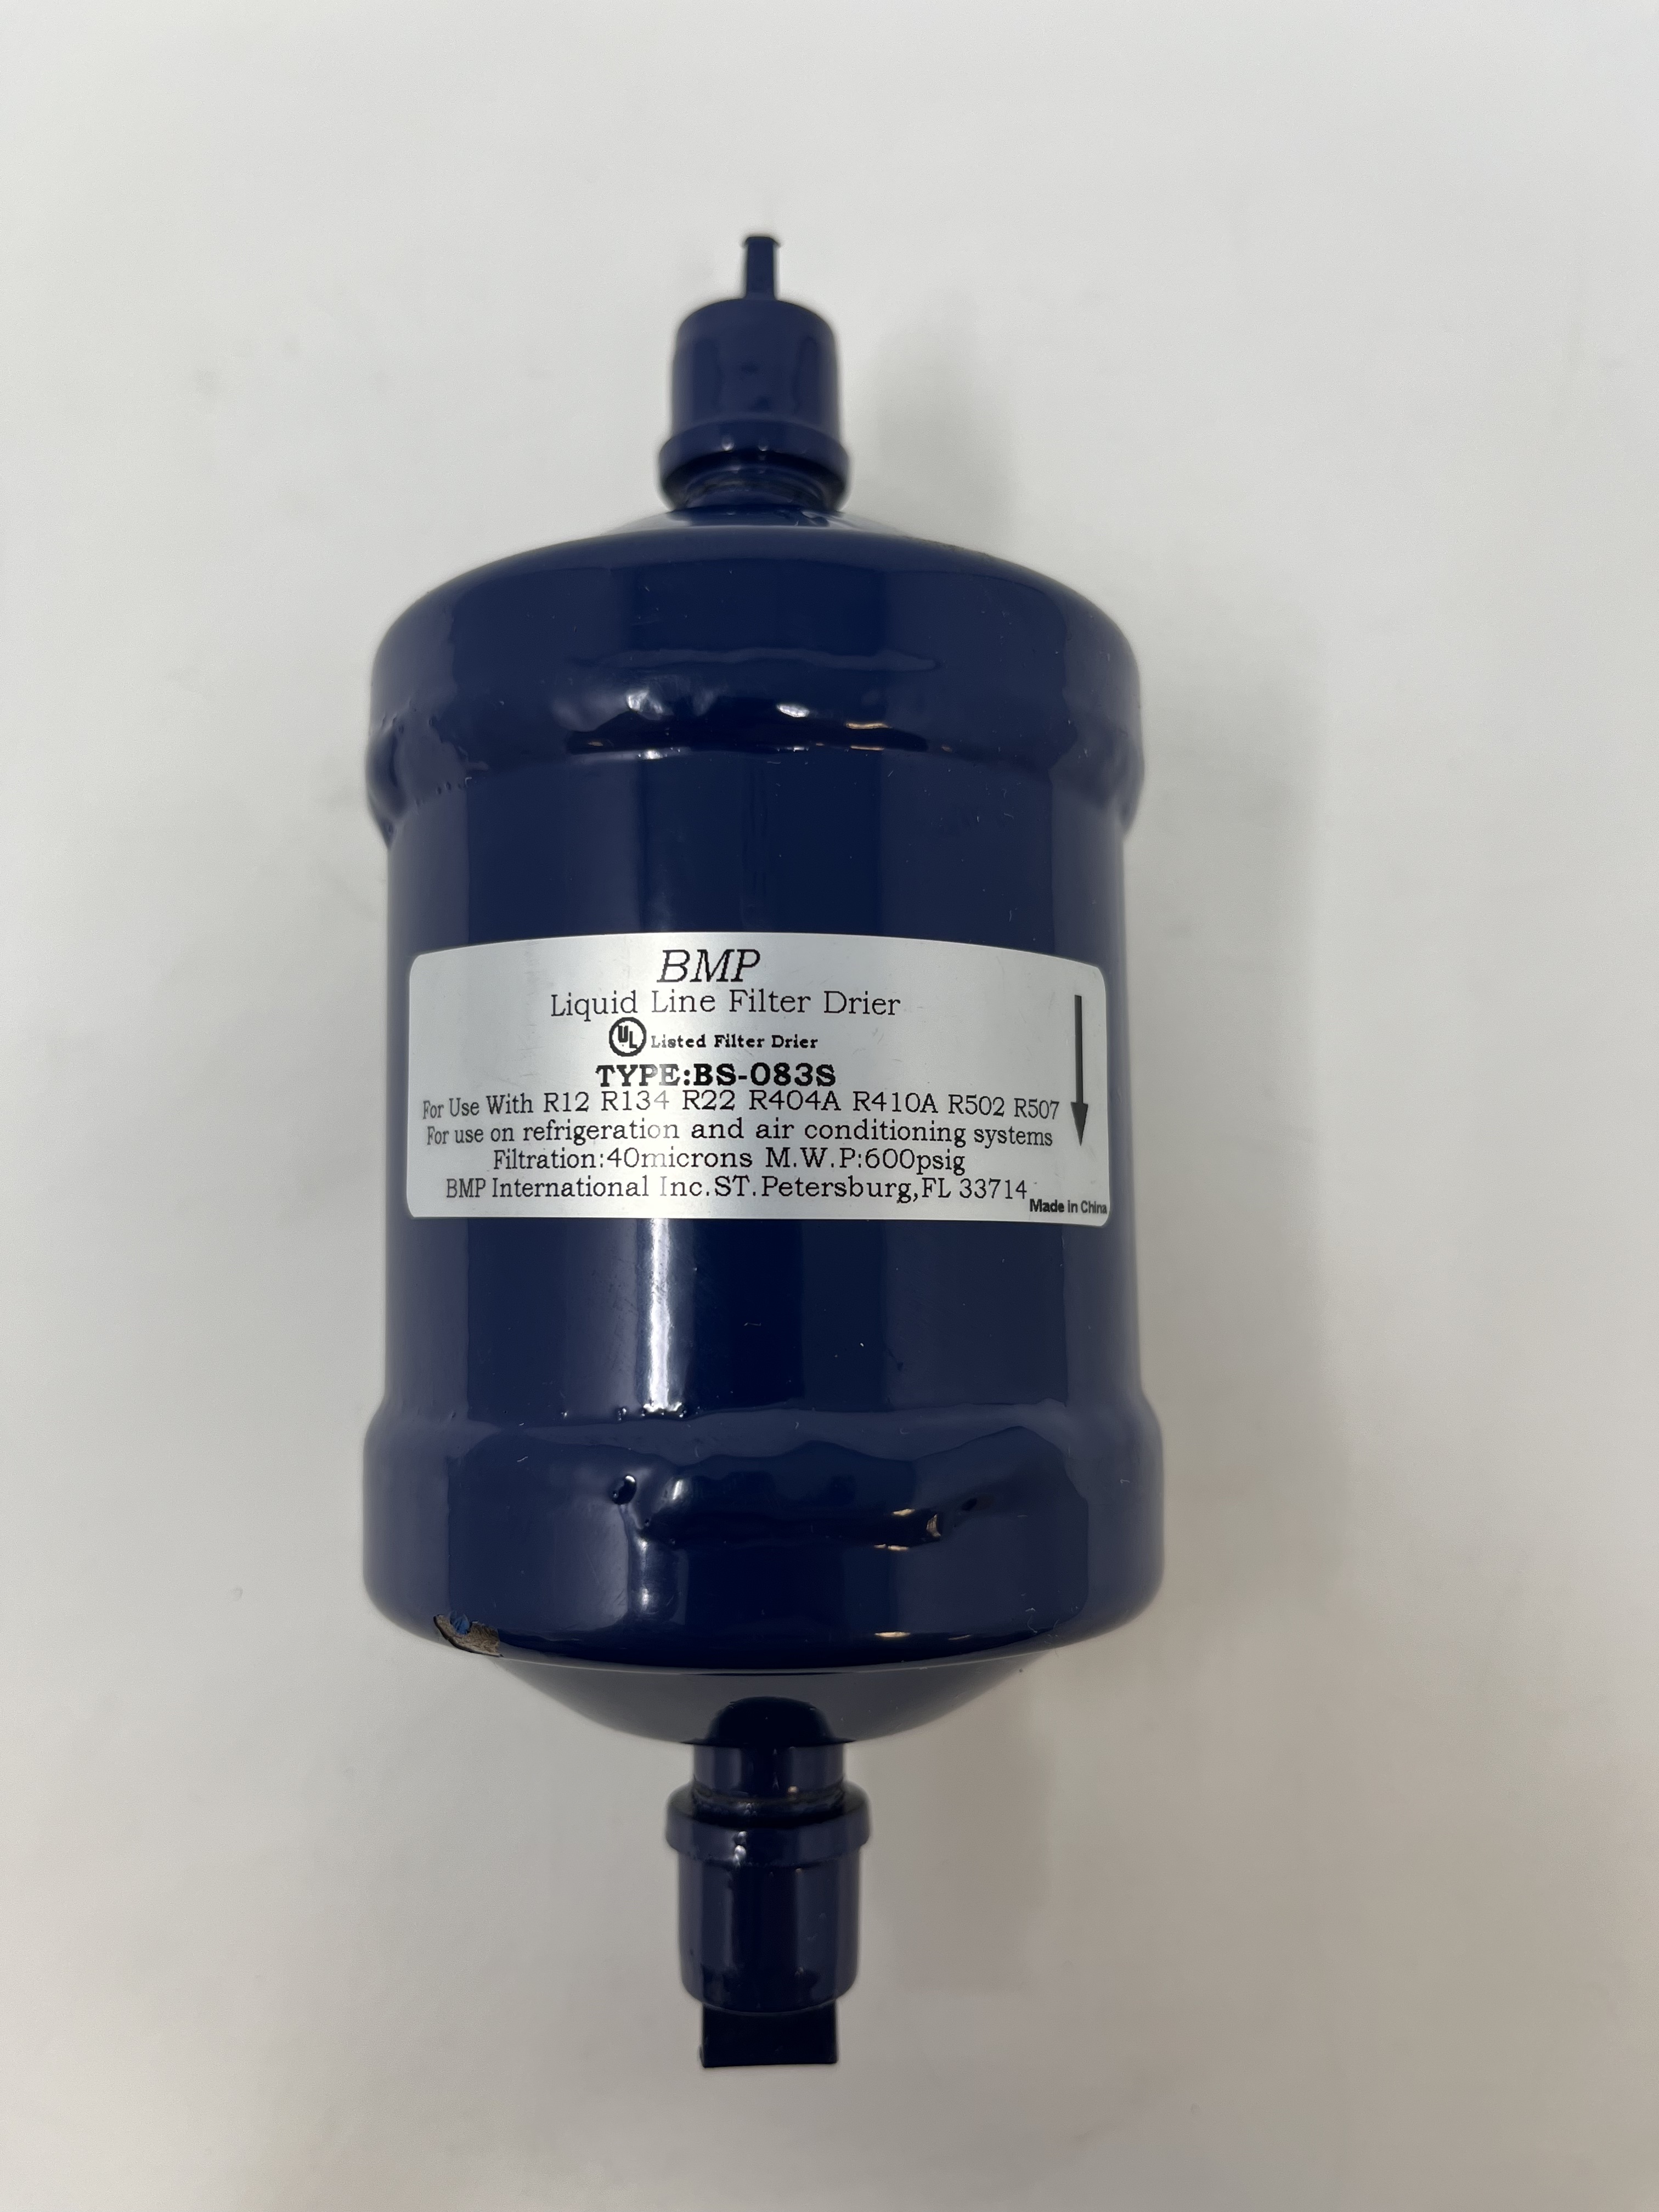 BMP
Liquid Line Filter Drier
UL Listed Filter Drier
TYPE:BS-083S
For Use With R12 R134 R22 R404A R410A R502 R507
For use on refrigeration and air conditioning systems
Filtration:40microns M.W.P:600psig
BMP International Inc.ST.Petersburg,FL 33714
Made in China